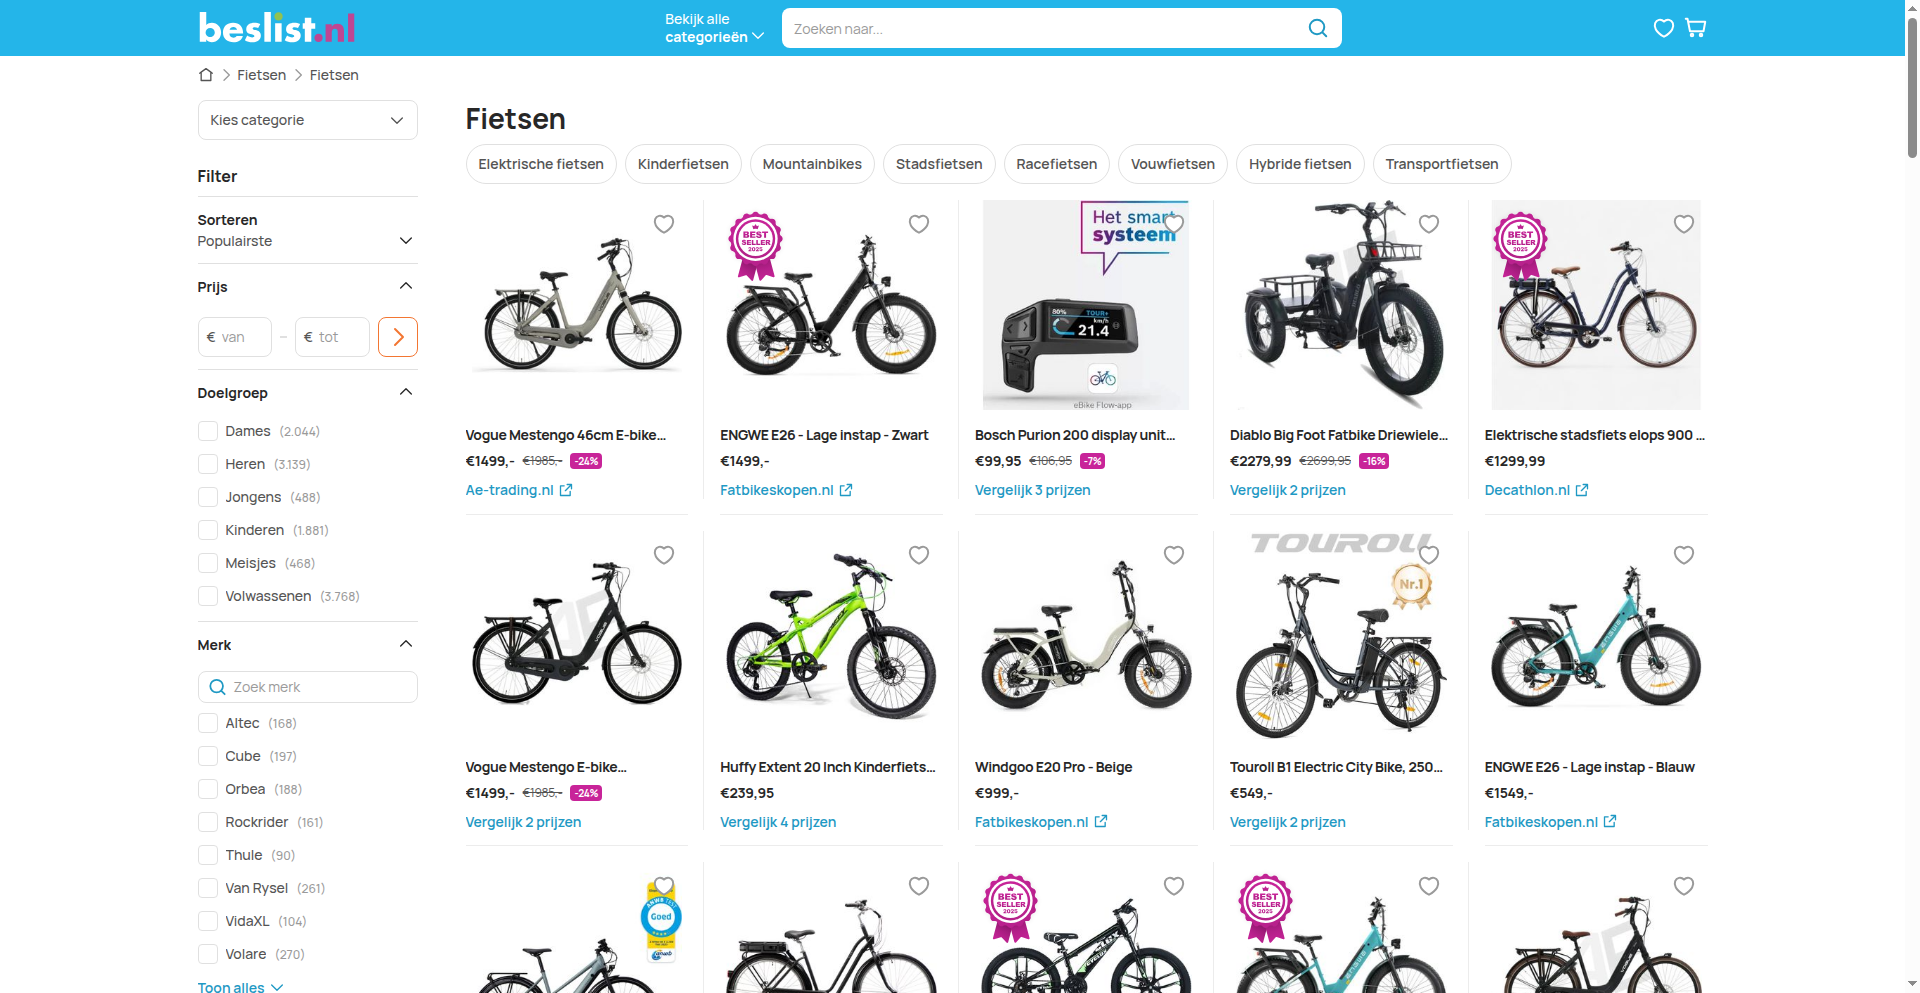 beslist.nl
Bekijk alle
categorieën
Zoeken naar...
Fietsen
Fietsen
Kies categorie
Filter
Sorteren
Populairste
Prijs
€ van
–
€ tot
Doelgroep
Dames (2.044)
Heren (3.139)
Jongens (488)
Kinderen (1.881)
Meisjes (468)
Volwassenen (3.768)
Merk
Zoek merk
Altec (168)
Cube (197)
Orbea (188)
Rockrider (161)
Thule (90)
Van Rysel (261)
VidaXL (104)
Volare (270)
Toon alles
Fietsen
Elektrische fietsen
Kinderfietsen
Mountainbikes
Stadsfietsen
Racefietsen
Vouwfietsen
Hybride fietsen
Transportfietsen
Vogue Mestengo 46cm E-bike...
€1499,- €1985,- -24%
Ae-trading.nl
BEST
SELLER
2025
ENGWE E26 - Lage instap - Zwart
€1499,-
Fatbikeskopen.nl
Het smart
systeem
80% TOUR+
km/h
21.4
eBike Flow-app
Bosch Purion 200 display unit...
€99,95 €106,95 -7%
Vergelijk 3 prijzen
Diablo Big Foot Fatbike Driewiele...
€2279,99 €2699,95 -16%
Vergelijk 2 prijzen
BEST
SELLER
2025
Elektrische stadsfiets elops 900 ...
€1299,99
Decathlon.nl
Vogue Mestengo E-bike...
€1499,- €1985,- -24%
Vergelijk 2 prijzen
Huffy Extent 20 Inch Kinderfiets...
€239,95
Vergelijk 4 prijzen
Windgoo E20 Pro - Beige
€999,-
Fatbikeskopen.nl
TOUROLL
Nr.1
Touroll B1 Electric City Bike, 250...
€549,-
Vergelijk 2 prijzen
ENGWE
ENGWE E26 - Lage instap - Blauw
€1549,-
Fatbikeskopen.nl
ANWB TEST
Goed
anwb
BEST
SELLER
2025
BEST
SELLER
2025